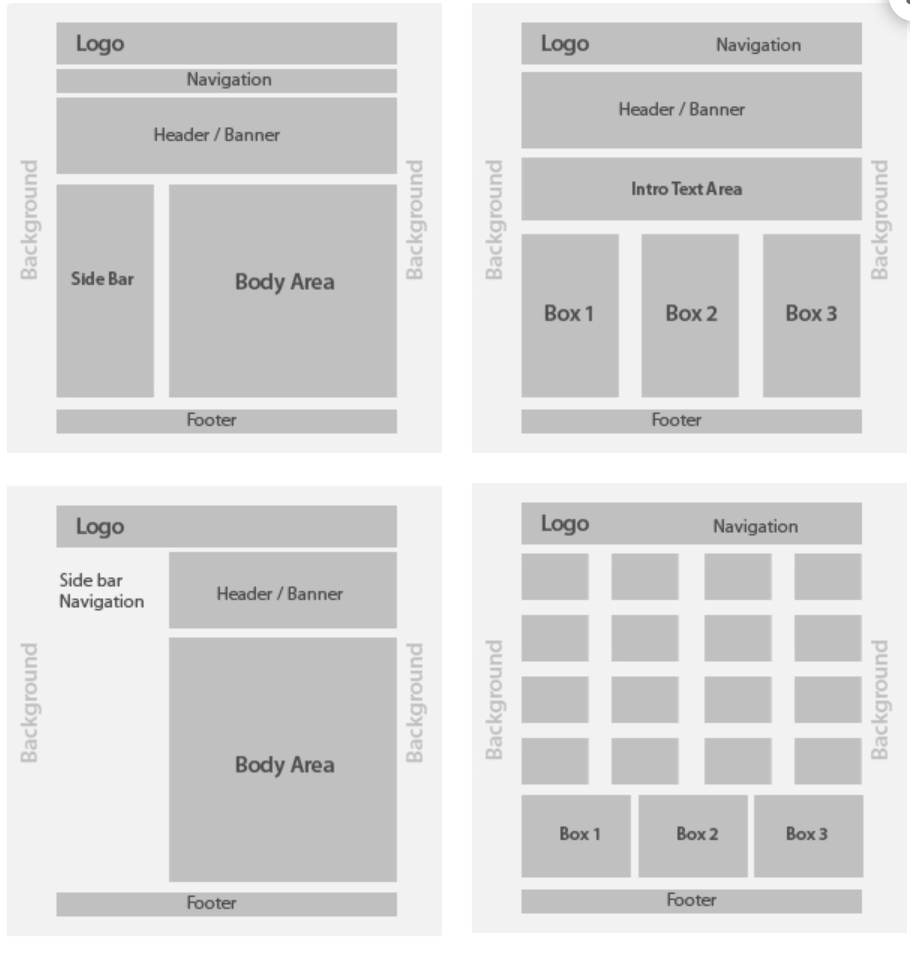 Logo
Navigation
Header / Banner
Background
Side Bar
Body Area
Background
Footer
Logo
Navigation
Header / Banner
Intro Text Area
Background
Box 1
Box 2
Box 3
Background
Footer
Logo
Side bar
Navigation
Header / Banner
Background
Body Area
Background
Footer
Logo
Navigation
Background
Background
Box 1
Box 2
Box 3
Footer